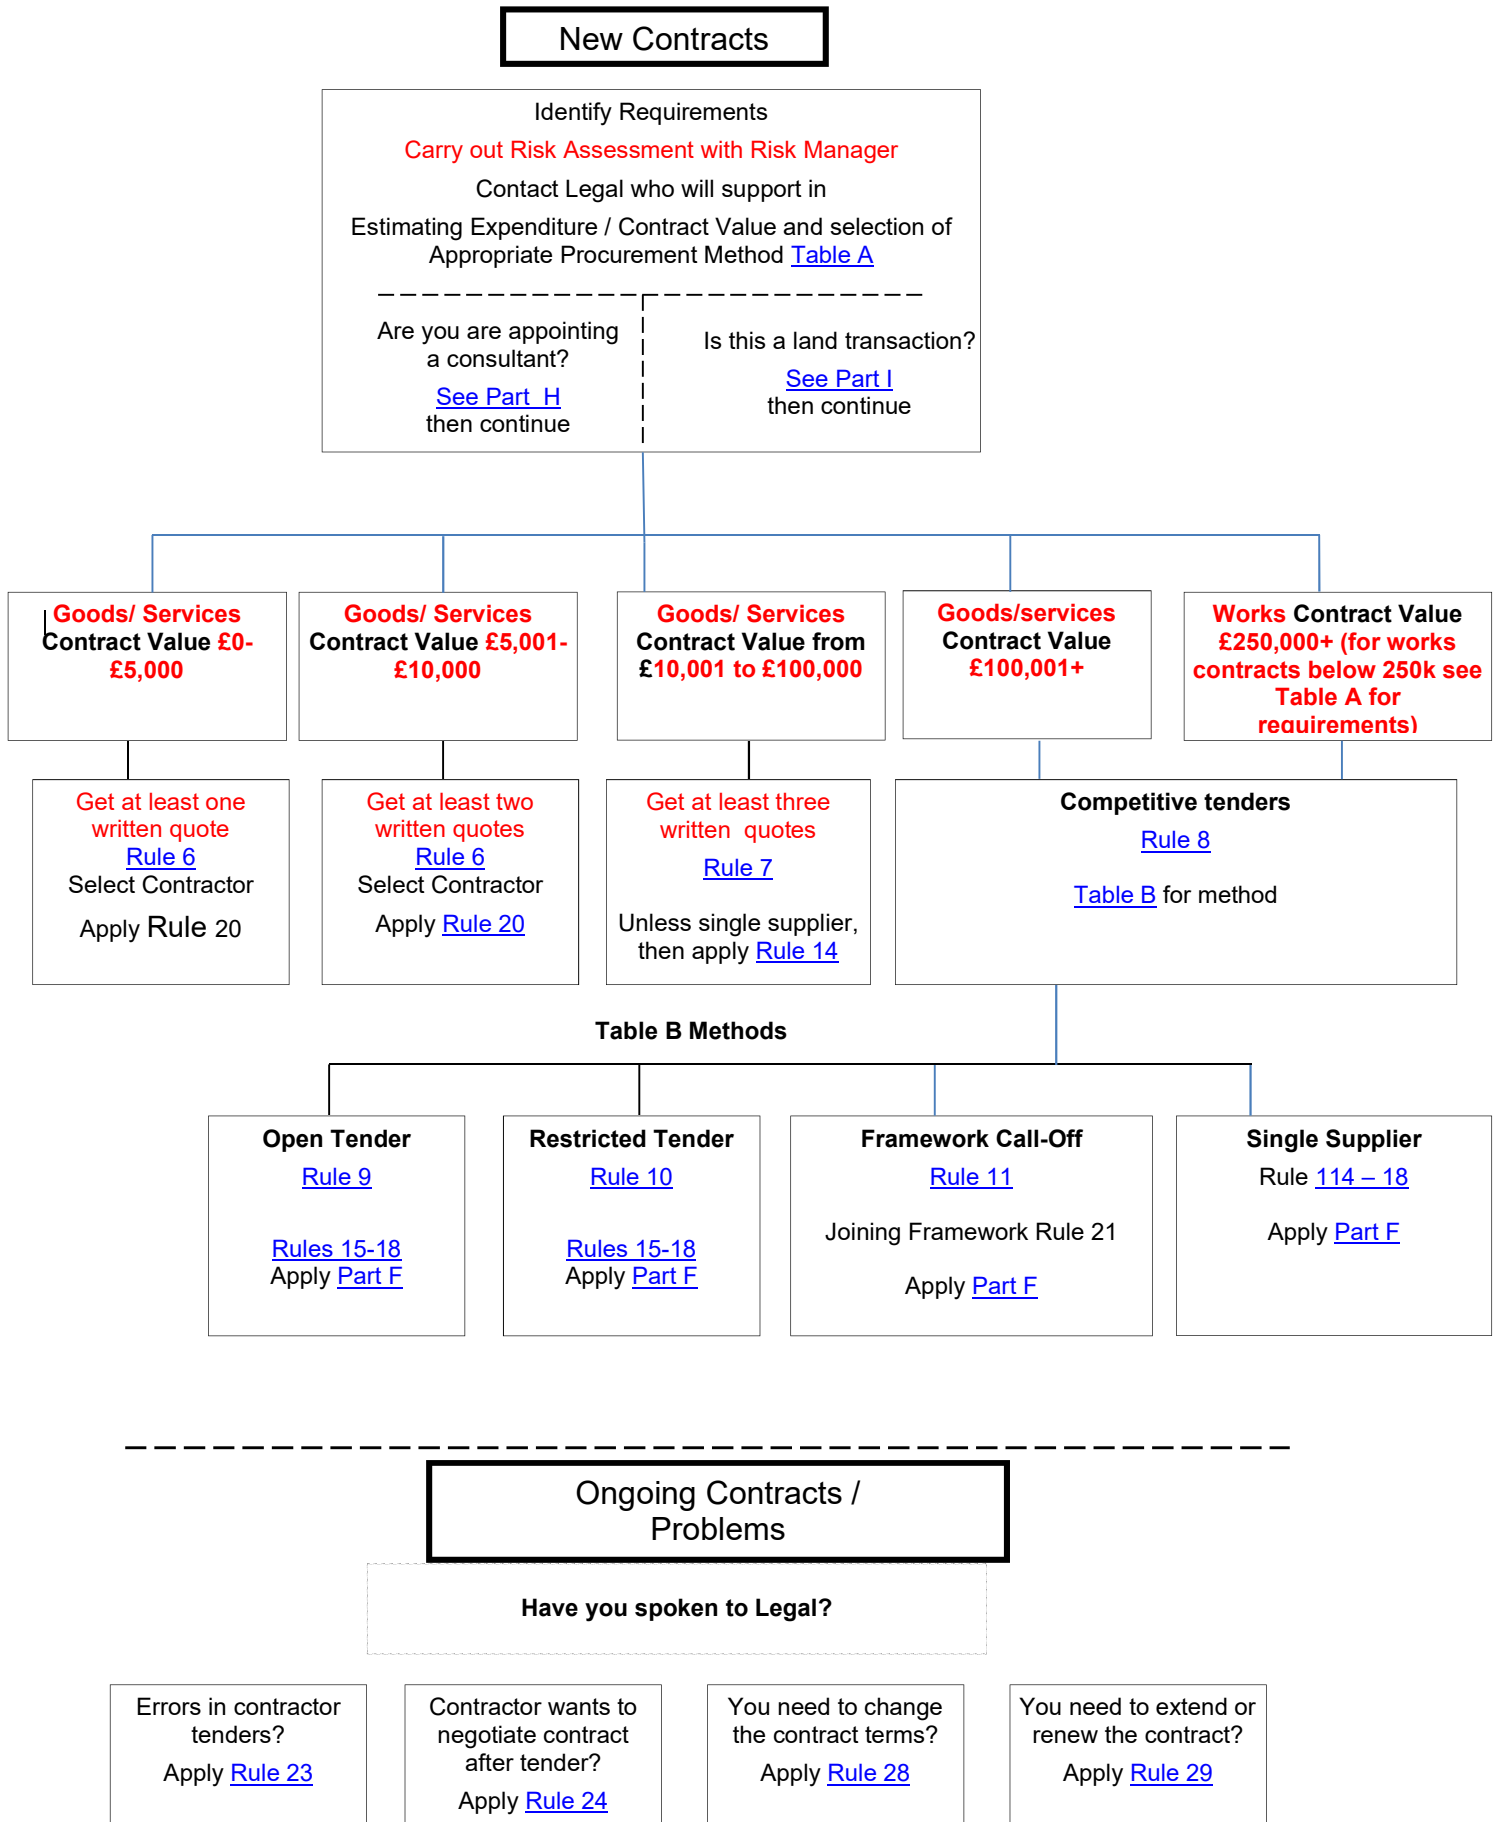 New Contracts
Identify Requirements
Carry out Risk Assessment with Risk Manager
Contact Legal who will support in
Estimating Expenditure / Contract Value and selection of
Appropriate Procurement Method Table A
Are you are appointing
a consultant?
See Part  H
then continue
Is this a land transaction?
See Part I
then continue
Goods/ Services
Contract Value £0-
£5,000
Goods/ Services
Contract Value £5,001-
£10,000
Goods/ Services
Contract Value from
£10,001 to £100,000
Goods/services
Contract Value
£100,001+
Works Contract Value
£250,000+ (for works
contracts below 250k see
Table A for
requirements)
Get at least one
written quote
Rule 6
Select Contractor
Apply Rule 20
Get at least two
written quotes
Rule 6
Select Contractor
Apply Rule 20
Get at least three
written  quotes
Rule 7
Unless single supplier,
then apply Rule 14
Competitive tenders
Rule 8
Table B for method
Table B Methods
Open Tender
Rule 9
Rules 15-18
Apply Part F
Restricted Tender
Rule 10
Rules 15-18
Apply Part F
Framework Call-Off
Rule 11
Joining Framework Rule 21
Apply Part F
Single Supplier
Rule 114 – 18
Apply Part F
Ongoing Contracts /
Problems
Have you spoken to Legal?
Errors in contractor
tenders?
Apply Rule 23
Contractor wants to
negotiate contract
after tender?
Apply Rule 24
You need to change
the contract terms?
Apply Rule 28
You need to extend or
renew the contract?
Apply Rule 29